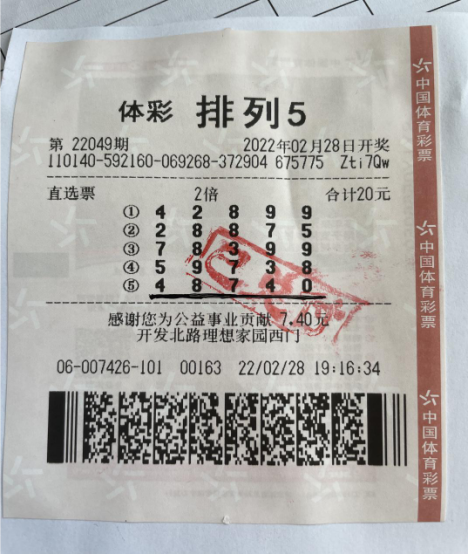 体彩 排列5
第 22049期 2022年02月28日开奖
110140-592160-069268-372904 675775 Zti7Qw
直选票 2倍 合计20元
① 4 2 8 9 9
② 2 8 8 7 5
③ 7 8 3 9 9
④ 5 9 7 3 8
⑤ 4 8 7 4 0
感谢您为公益事业贡献 7.40元
开发北路理想家园西门
06-007426-101 00163 22/02/28 19:16:34
中国体育彩票
中国体育彩票
中国体育彩票